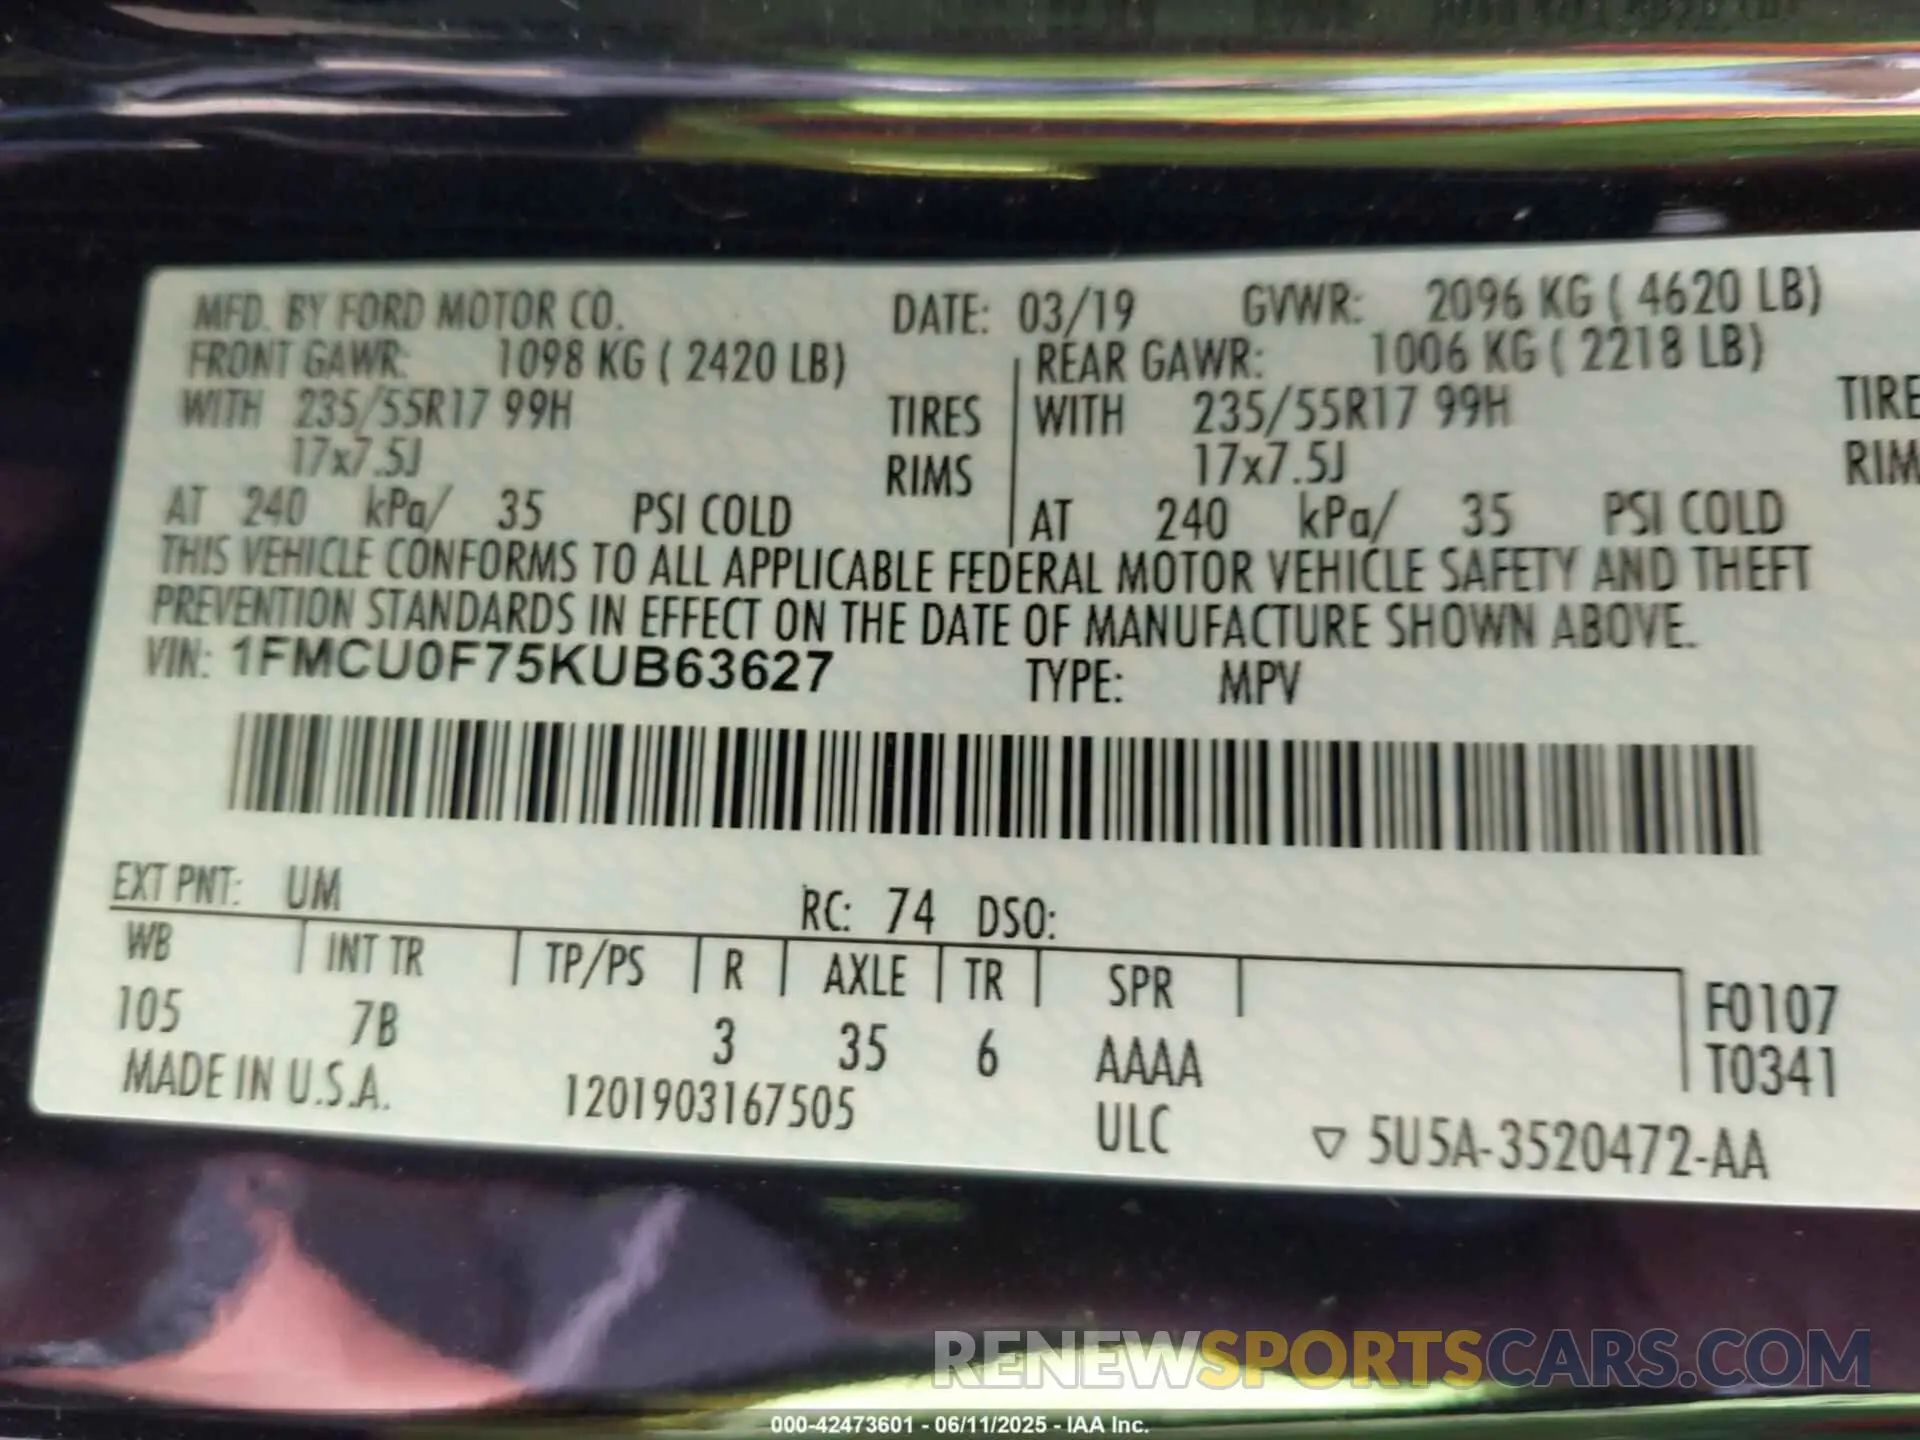 MFD. BY FORD MOTOR CO. DATE: 03/19 GVWR: 2096 KG ( 4620 LB)
FRONT GAWR: 1098 KG ( 2420 LB) REAR GAWR: 1006 KG ( 2218 LB)
WITH 235/55R17 99H TIRES WITH 235/55R17 99H TIRE
17x7.5J RIMS 17x7.5J RIM
AT 240 kPa/ 35 PSI COLD AT 240 kPa/ 35 PSI COLD
THIS VEHICLE CONFORMS TO ALL APPLICABLE FEDERAL MOTOR VEHICLE SAFETY AND THEFT
PREVENTION STANDARDS IN EFFECT ON THE DATE OF MANUFACTURE SHOWN ABOVE.
VIN: 1FMCU0F75KUB63627 TYPE: MPV
EXT PNT: UM RC: 74 DSO:
WB INT TR TP/PS R AXLE TR SPR F0107
105 7B 3 35 6 AAAA T0341
MADE IN U.S.A. 1201903167505 ULC ▽ 5U5A-3520472-AA
RENEWSPORTSCARS.COM
000-42473601 - 06/11/2025 - IAA Inc.